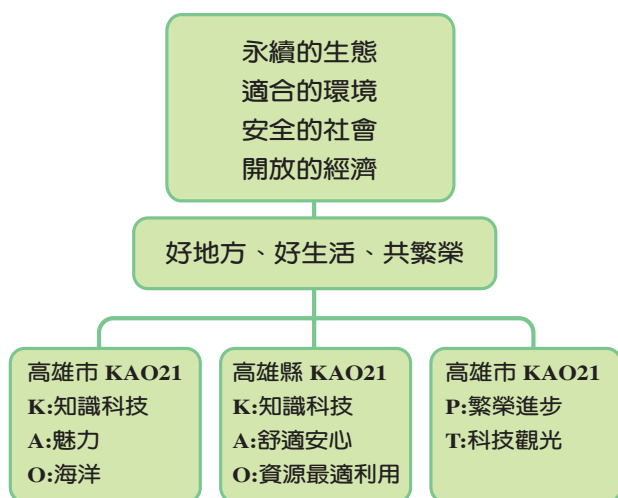 永續的生態
適合的環境
安全的社會
開放的經濟
好地方、好生活、共繁榮
高雄市 KAO21
K:知識科技
A:魅力
O:海洋
高雄縣 KAO21
K:知識科技
A:舒適安心
O:資源最適利用
高雄市 KAO21
P:繁榮進步
T:科技觀光